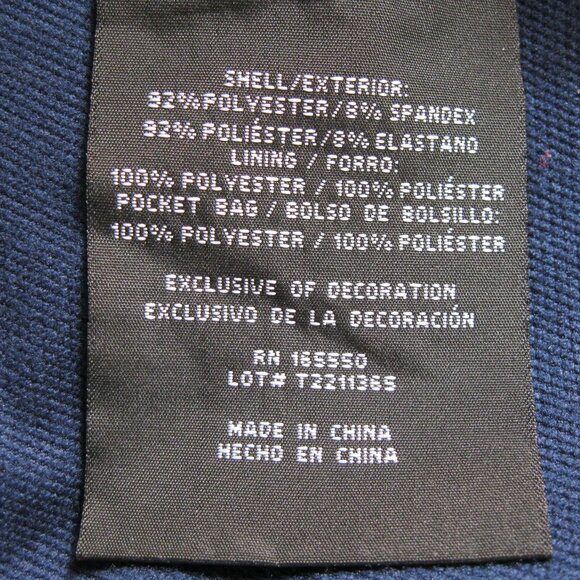 SHELL/EXTERIOR:
92% POLYESTER/8% SPANDEX
92% POLIÉSTER/8% ELASTANO
LINING / FORRO:
100% POLYESTER / 100% POLIÉSTER
POCKET BAG / BOLSO DE BOLSILLO:
100% POLYESTER / 100% POLIÉSTER
EXCLUSIVE OF DECORATION
EXCLUSIVO DE LA DECORACIÓN
RN 165550
LOT# T2211365
MADE IN CHINA
HECHO EN CHINA